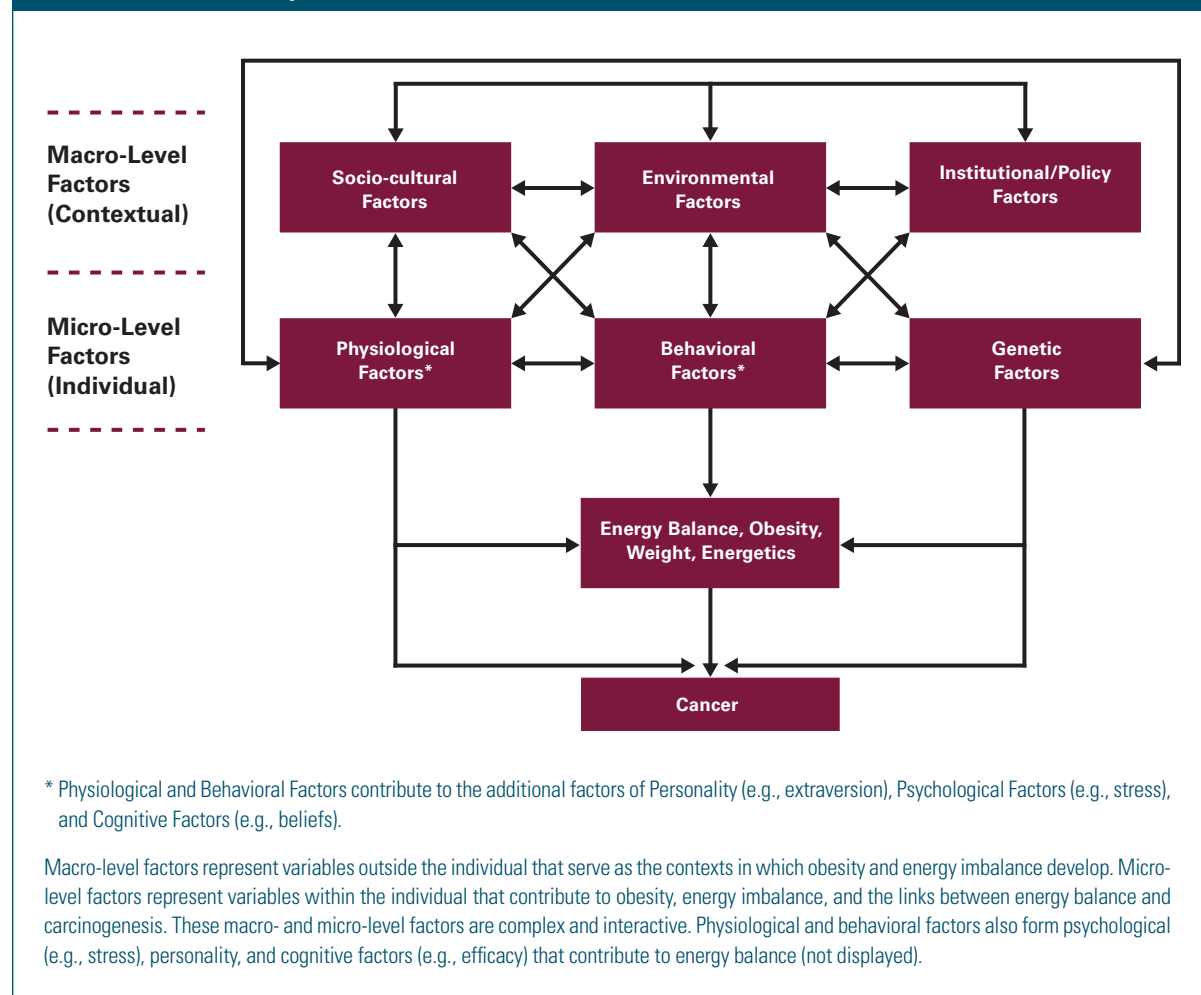 Macro-Level
Factors
(Contextual)
Socio-cultural
Factors
Environmental
Factors
Institutional/Policy
Factors
Micro-Level
Factors
(Individual)
Physiological
Factors*
Behavioral
Factors*
Genetic
Factors
Energy Balance, Obesity,
Weight, Energetics
Cancer
* Physiological and Behavioral Factors contribute to the additional factors of Personality (e.g., extraversion), Psychological Factors (e.g., stress),
and Cognitive Factors (e.g., beliefs).
Macro-level factors represent variables outside the individual that serve as the contexts in which obesity and energy imbalance develop. Micro-
level factors represent variables within the individual that contribute to obesity, energy imbalance, and the links between energy balance and
carcinogenesis. These macro- and micro-level factors are complex and interactive. Physiological and behavioral factors also form psychological
(e.g., stress), personality, and cognitive factors (e.g., efficacy) that contribute to energy balance (not displayed).